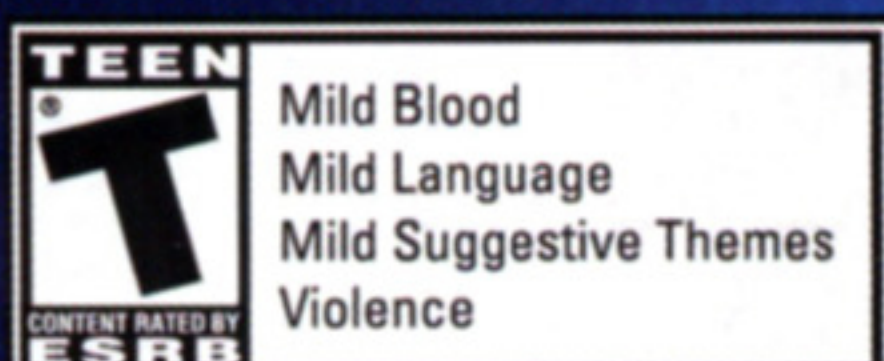 TEEN
®
T
Mild Blood
Mild Language
Mild Suggestive Themes
Violence
CONTENT RATED BY
ESRB